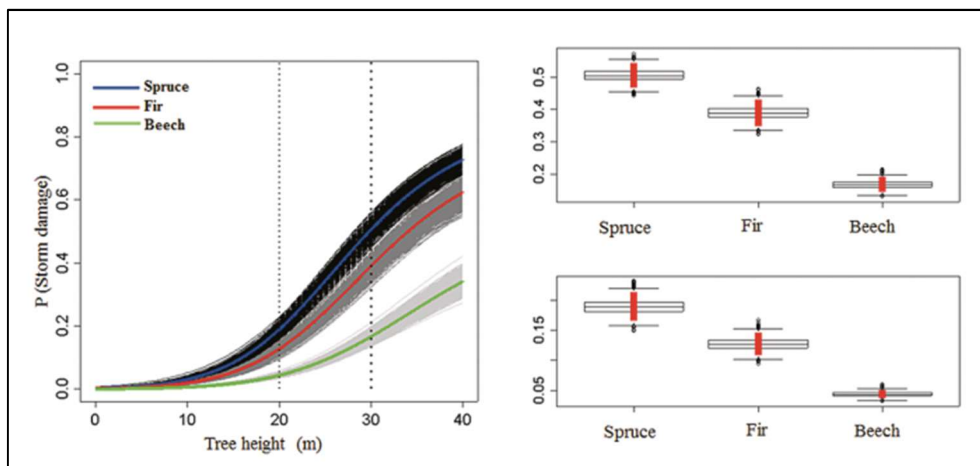 P (Storm damage)
1.0
0.8
0.6
0.4
0.2
0.0
Spruce
Fir
Beech
0 10 20 30 40
Tree height (m)
0.5
0.4
0.3
0.2
Spruce Fir Beech
0.15
0.05
Spruce Fir Beech